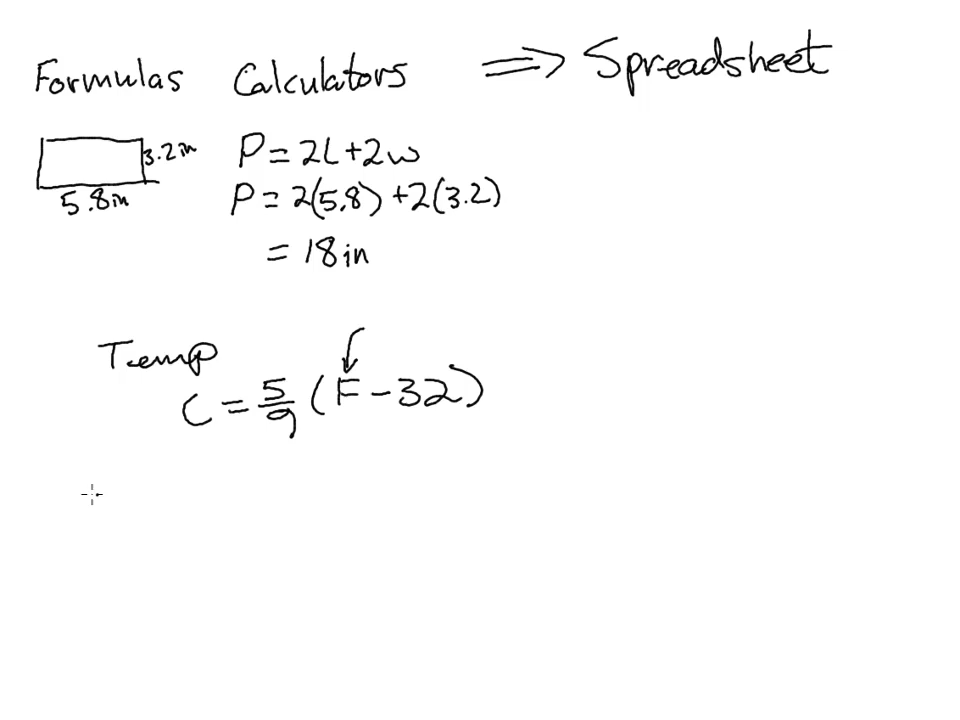 Formulas Calculators ⇒ Spreadsheet
3.2in
5.8in
P = 2L + 2w
P = 2(5.8) + 2(3.2)
= 18in
Temp
C = 5/9 (F - 32)